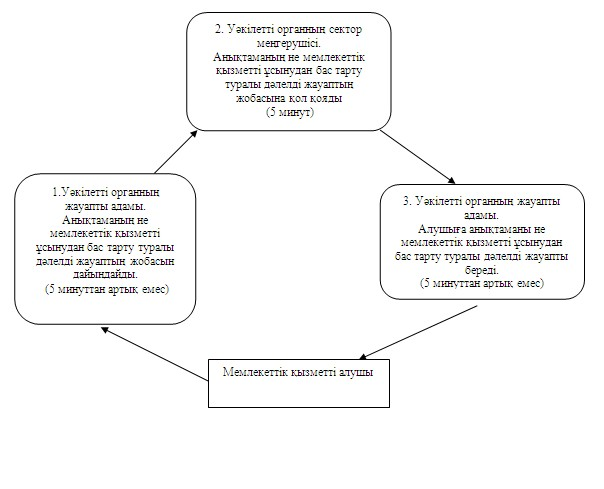 2. Уәкілетті органның сектор
меңгерушісі.
Анықтаманың не мемлекеттік
қызметті ұсынудан бас тарту
туралы дәлелді жауаптың
жобасына қол қояды
(5 минут)
1.Уәкілетті органның
жауапты адамы.
Анықтаманың не
мемлекеттік қызметті
ұсынудан бас тарту туралы
дәлелді жауаптың жобасын
дайындайды.
(5 минуттан артық емес)
3. Уәкілетті органның жауапты
адамы.
Алушыға анықтаманы не
мемлекеттік қызметті ұсынудан
бас тарту туралы дәлелді жауапты
береді.
(5 минуттан артық емес)
Мемлекеттік қызметті алушы